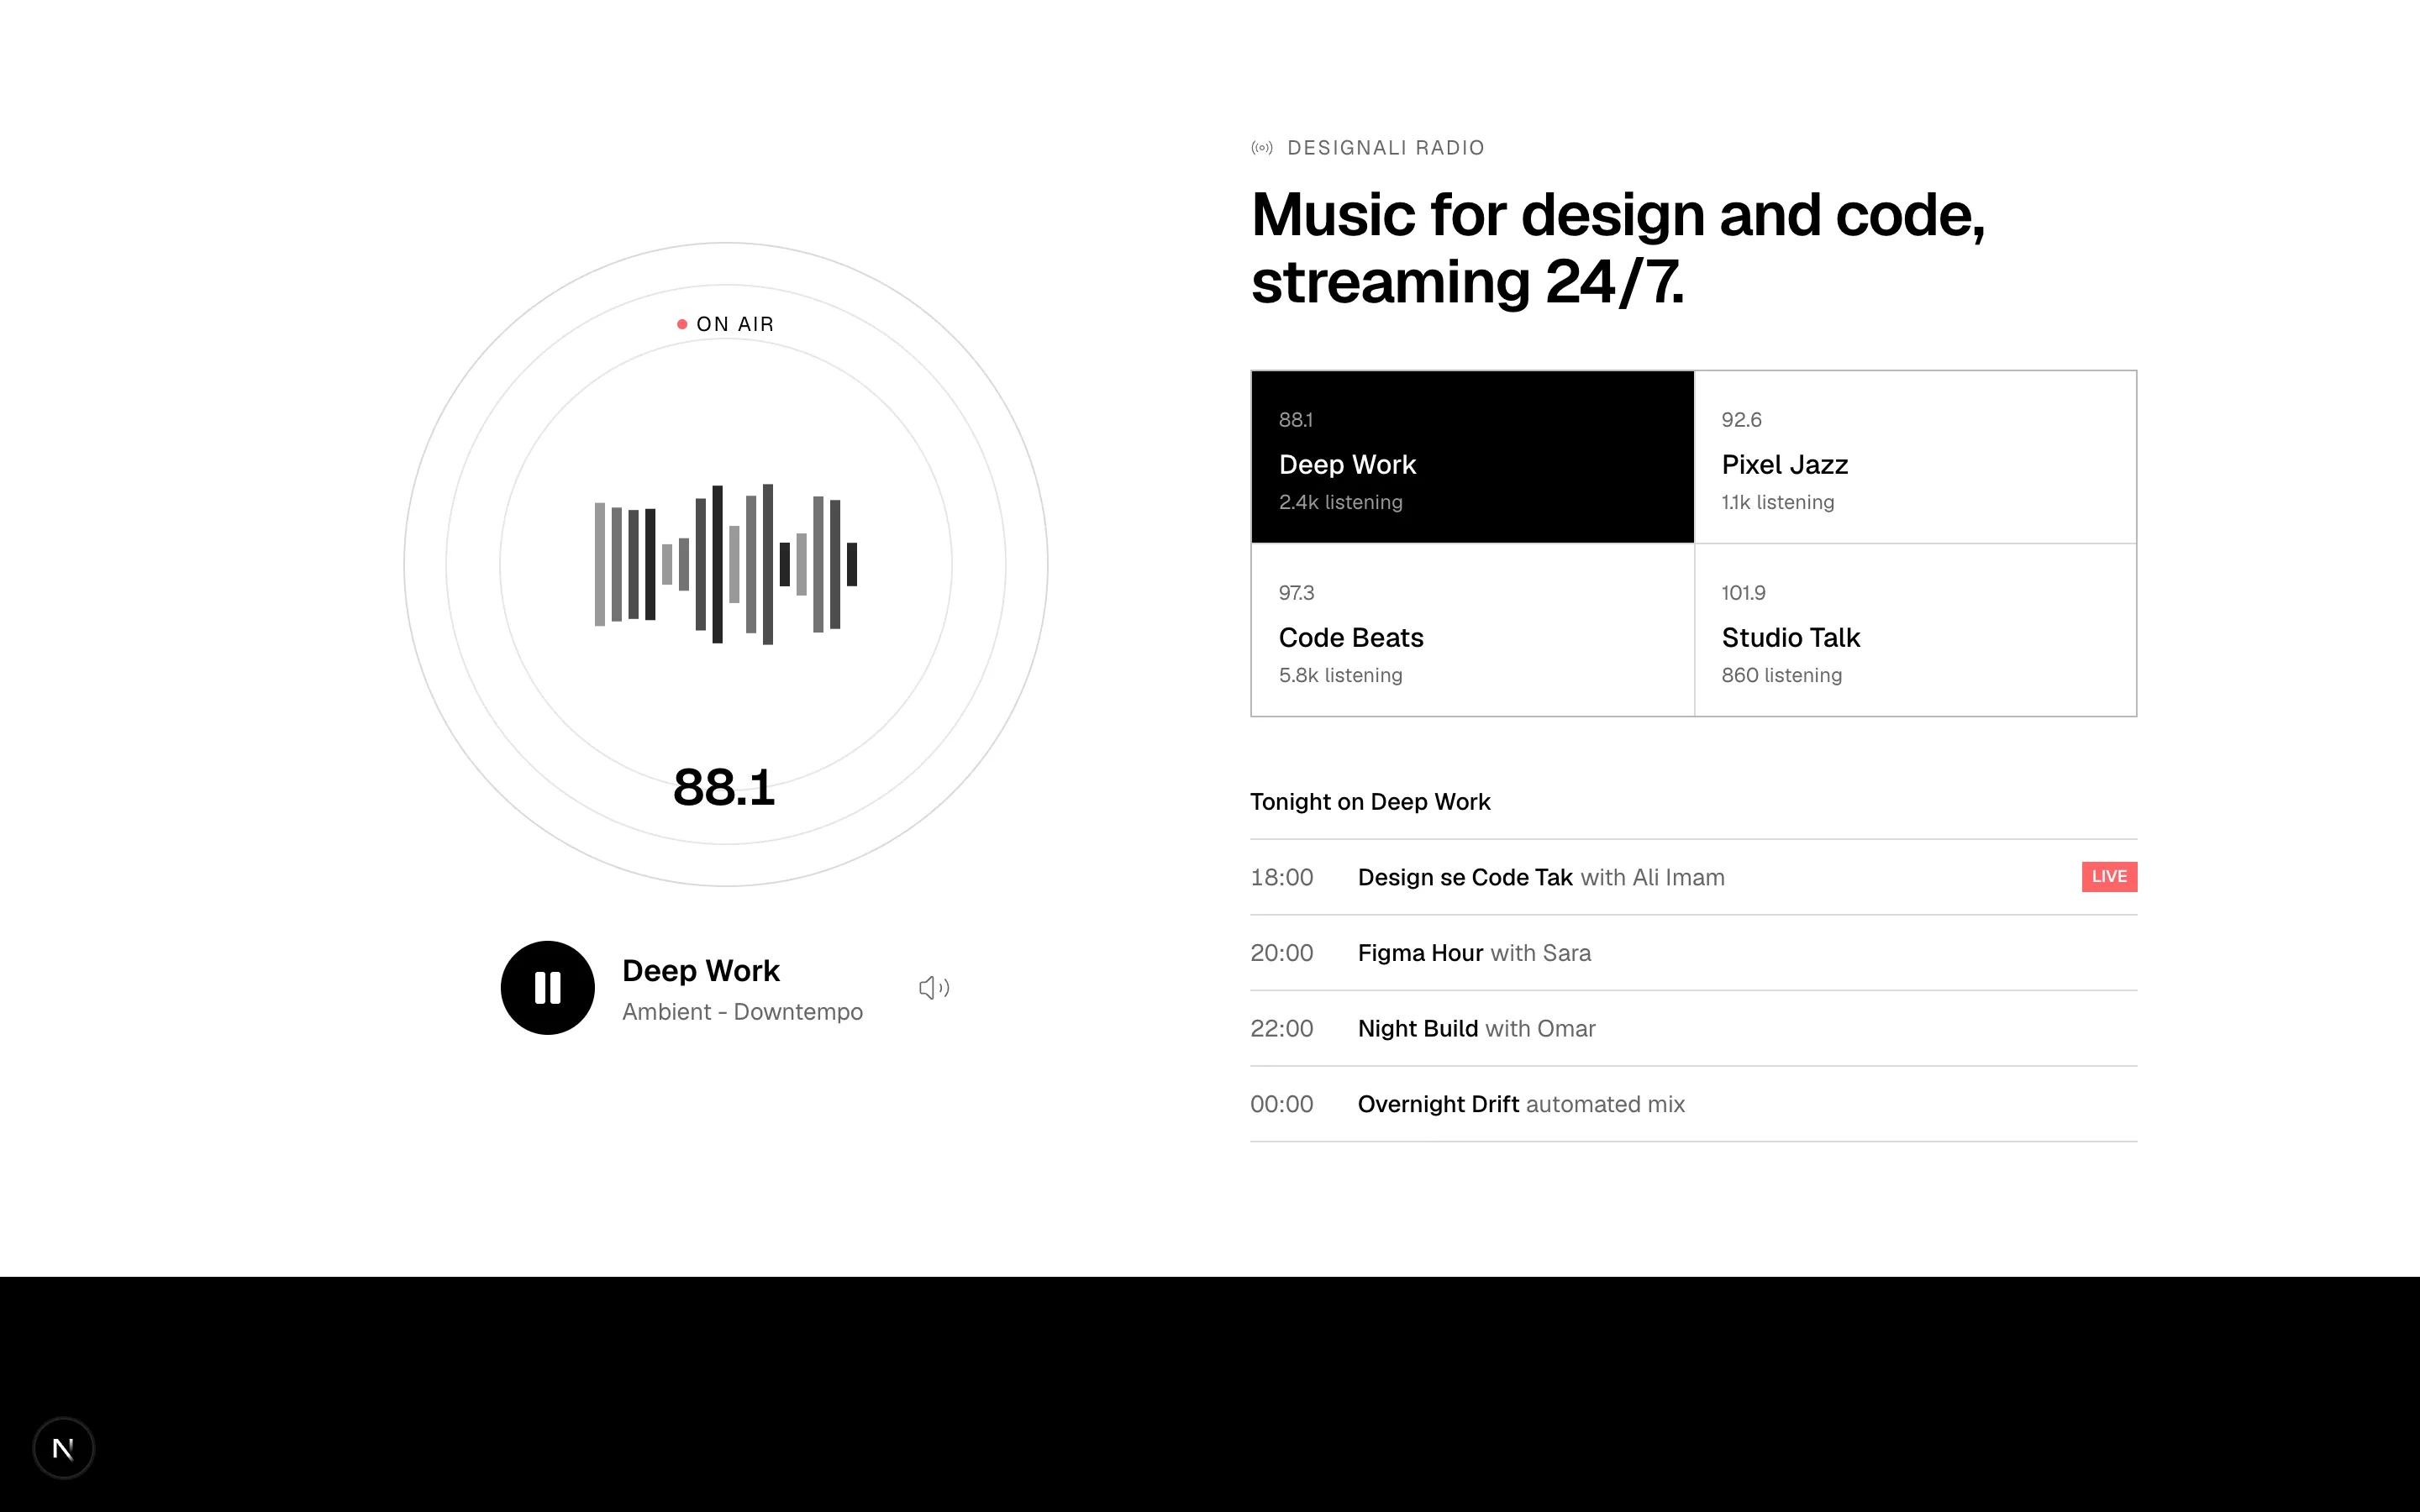 ON AIR
88.1
Deep Work
Ambient - Downtempo
DESIGNALI RADIO
Music for design and code,
streaming 24/7.
88.1
Deep Work
2.4k listening
92.6
Pixel Jazz
1.1k listening
97.3
Code Beats
5.8k listening
101.9
Studio Talk
860 listening
Tonight on Deep Work
18:00 Design se Code Tak with Ali Imam LIVE
20:00 Figma Hour with Sara
22:00 Night Build with Omar
00:00 Overnight Drift automated mix
N